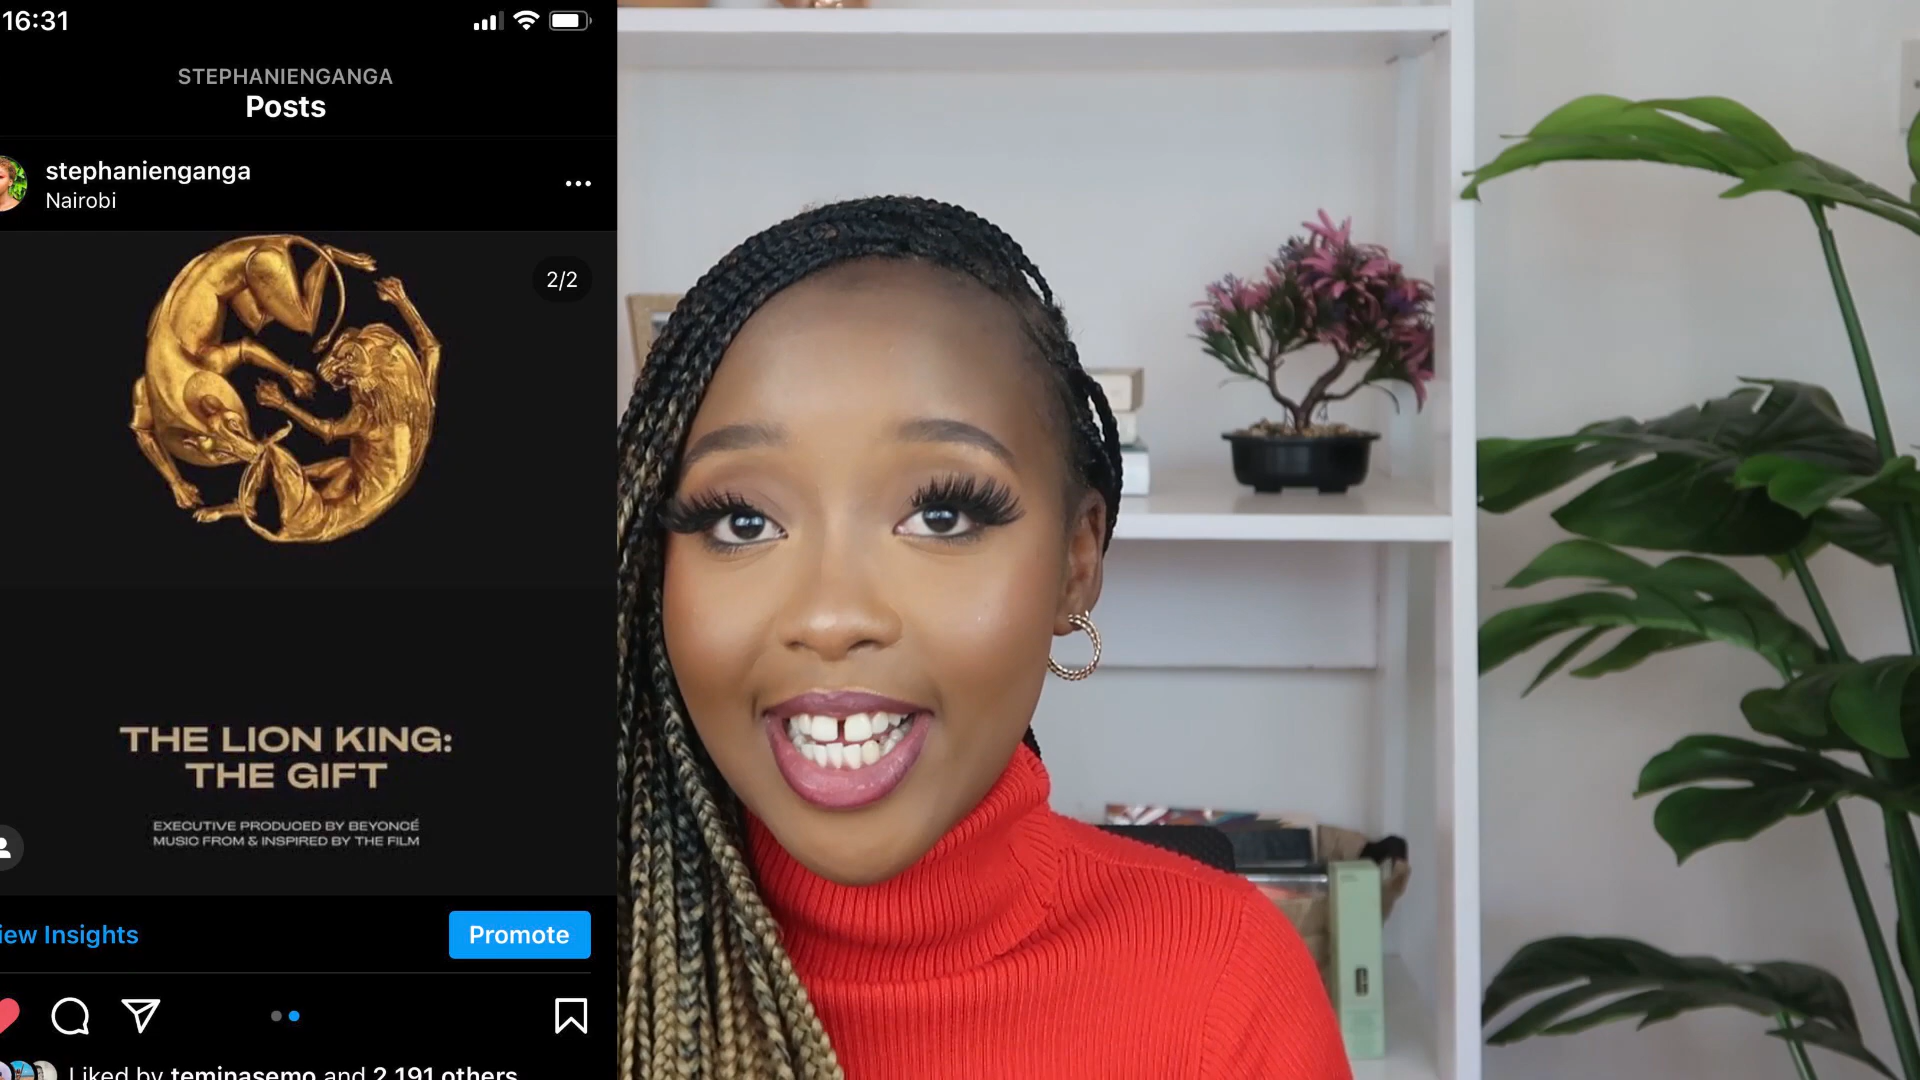 16:31
STEPHANIENGANGA
Posts
stephanienganga
Nairobi
2/2
THE LION KING:
THE GIFT
EXECUTIVE PRODUCED BY BEYONCÉ
MUSIC FROM & INSPIRED BY THE FILM
iew Insights
Promote
Liked by teminasemo and 2,191 others